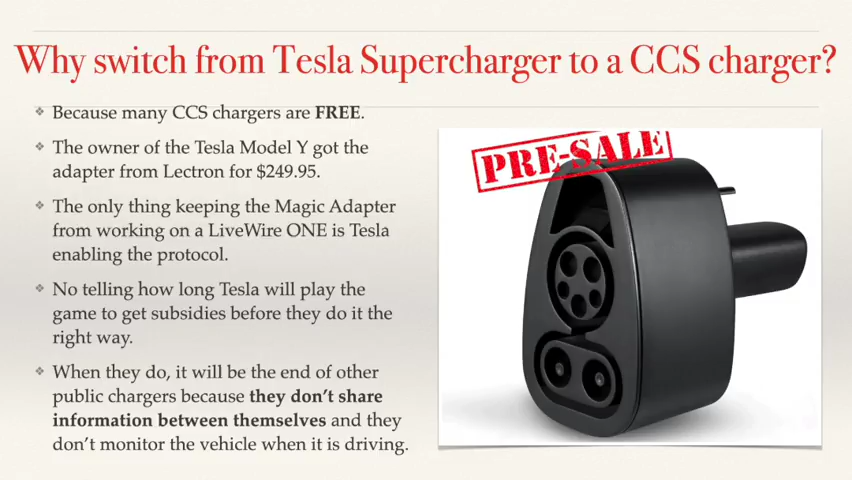 Why switch from Tesla Supercharger to a CCS charger?
Because many CCS chargers are FREE.
The owner of the Tesla Model Y got the
adapter from Lectron for $249.95.
The only thing keeping the Magic Adapter
from working on a LiveWire ONE is Tesla
enabling the protocol.
No telling how long Tesla will play the
game to get subsidies before they do it the
right way.
When they do, it will be the end of other
public chargers because they don't share
information between themselves and they
don't monitor the vehicle when it is driving.
PRE-SALE